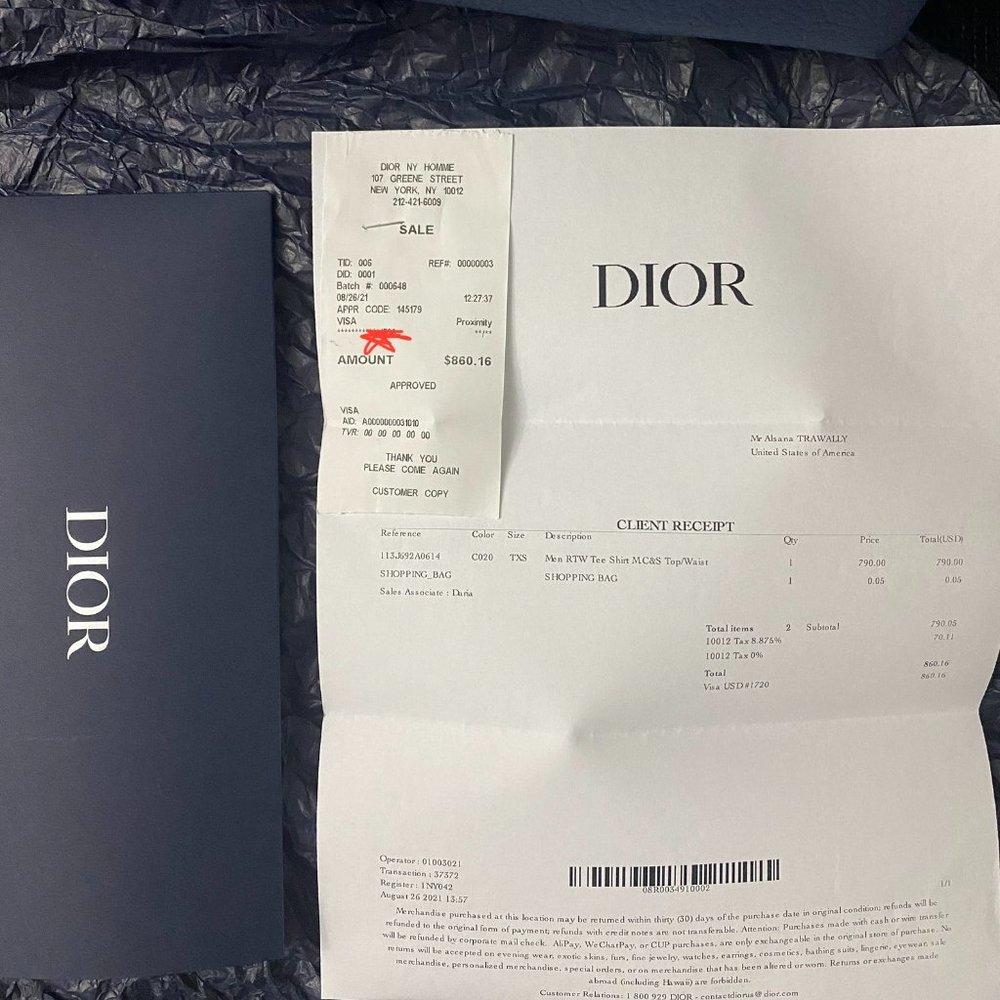 DIOR NY HOMME
107 GREENE STREET
NEW YORK, NY 10012
212-421-6009
SALE
TID: 006 REF#: 00000003
DID: 0001
Batch #: 000648
08/26/21 12:27:37
APPR CODE: 145179
VISA Proximity
************ **/**
AMOUNT $860.16
APPROVED
VISA
AID: A0000000031010
TVR: 00 00 00 00 00
THANK YOU
PLEASE COME AGAIN
CUSTOMER COPY
DIOR
DIOR
Mr Alsana TRAWALLY
United States of America
CLIENT RECEIPT
Reference Color Size Description Qty Price Total(USD)
113J692A0614 C020 TXS Men RTW Tee Shirt M.C&S Top/Waist 1 790.00 790.00
SHOPPING_BAG SHOPPING BAG 1 0.05 0.05
Sales Associate : Daria
Total items 2 Subtotal 790.05
10012 Tax 8.875% 70.11
10012 Tax 0%
Total 860.16
Visa USD #1720 860.16
Operator : 01003021
Transaction : 37372
Register : 1NY042
August 26 2021 13:57
08R0034910002
1/1
Merchandise purchased at this location may be returned within thirty (30) days of the purchase date in original condition; refunds will be
refunded to the original form of payment; refunds with credit notes are not transferable. Attention: Purchases made with cash or wire transfer
will be refunded by corporate mail check. AliPay, WeChatPay, or CUP purchases, are only exchangeable in the original store of purchase. No
returns will be accepted on evening wear, exotic skins, furs, fine jewelry, watches, earrings, cosmetics, bathing suits, lingerie, eyewear, sale
merchandise, personalized merchandise, special orders, or on merchandise that has been altered or worn. Returns or exchanges made
abroad (including Hawaii) are forbidden.
Customer Relations: 1 800 929 DIOR - contactdiorus@dior.com